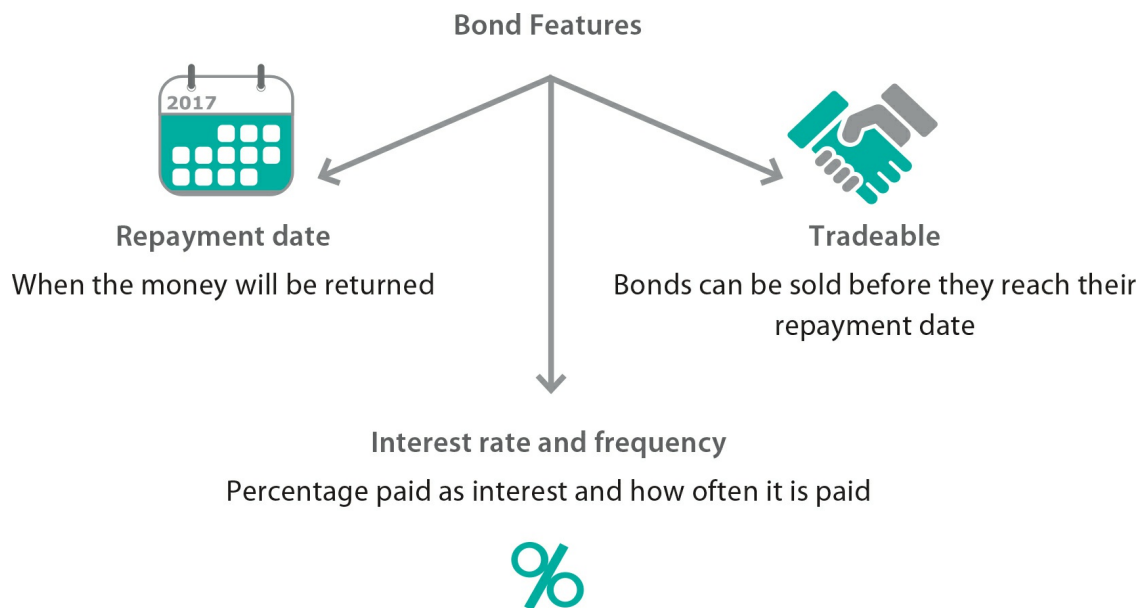 Bond Features
2017
Repayment date
When the money will be returned
Tradeable
Bonds can be sold before they reach their
repayment date
Interest rate and frequency
Percentage paid as interest and how often it is paid
%